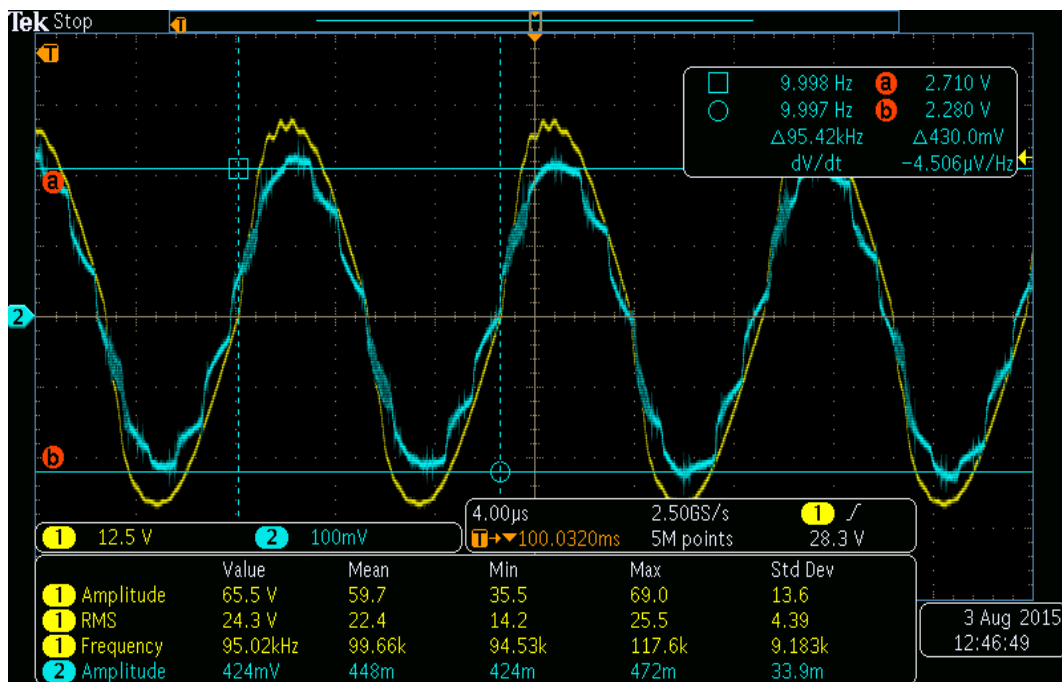 Tek Stop
T
T
9.998 Hz a 2.710 V
9.997 Hz b 2.280 V
△95.42kHz △430.0mV
dV/dt −4.506µV/Hz
a
2
b
1 12.5 V 2 100mV
4.00µs 2.50GS/s 1
T→▼100.0320ms 5M points 28.3 V
Value Mean Min Max Std Dev
1 Amplitude 65.5 V 59.7 35.5 69.0 13.6
1 RMS 24.3 V 22.4 14.2 25.5 4.39
1 Frequency 95.02kHz 99.66k 94.53k 117.6k 9.183k
2 Amplitude 424mV 448m 424m 472m 33.9m
3 Aug 2015
12:46:49